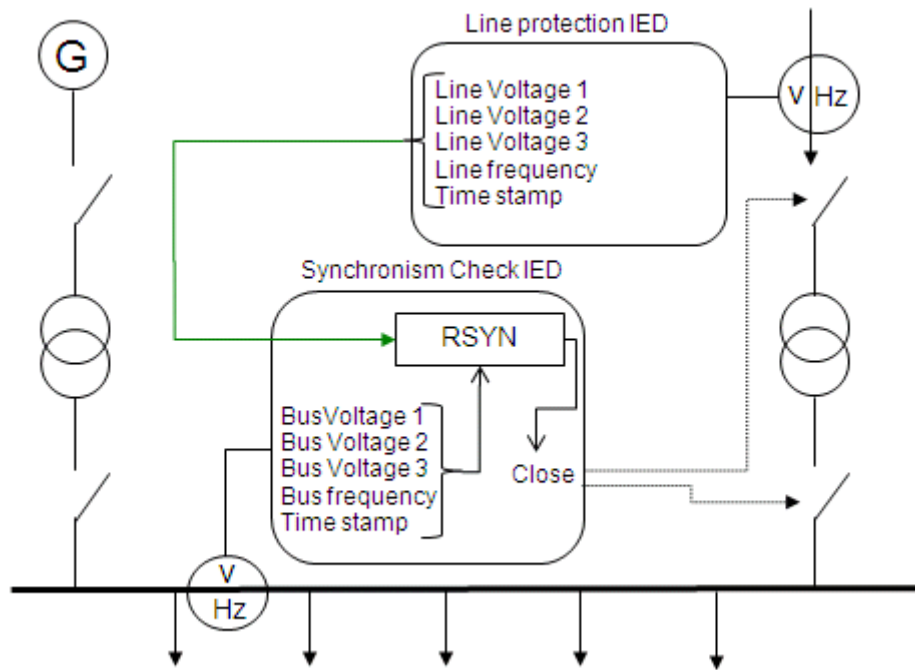 Line protection IED
G
Line Voltage 1
Line Voltage 2
Line Voltage 3
Line frequency
Time stamp
V Hz
Synchronism Check IED
RSYN
BusVoltage 1
Bus Voltage 2
Bus Voltage 3
Bus frequency
Time stamp
Close
V
Hz